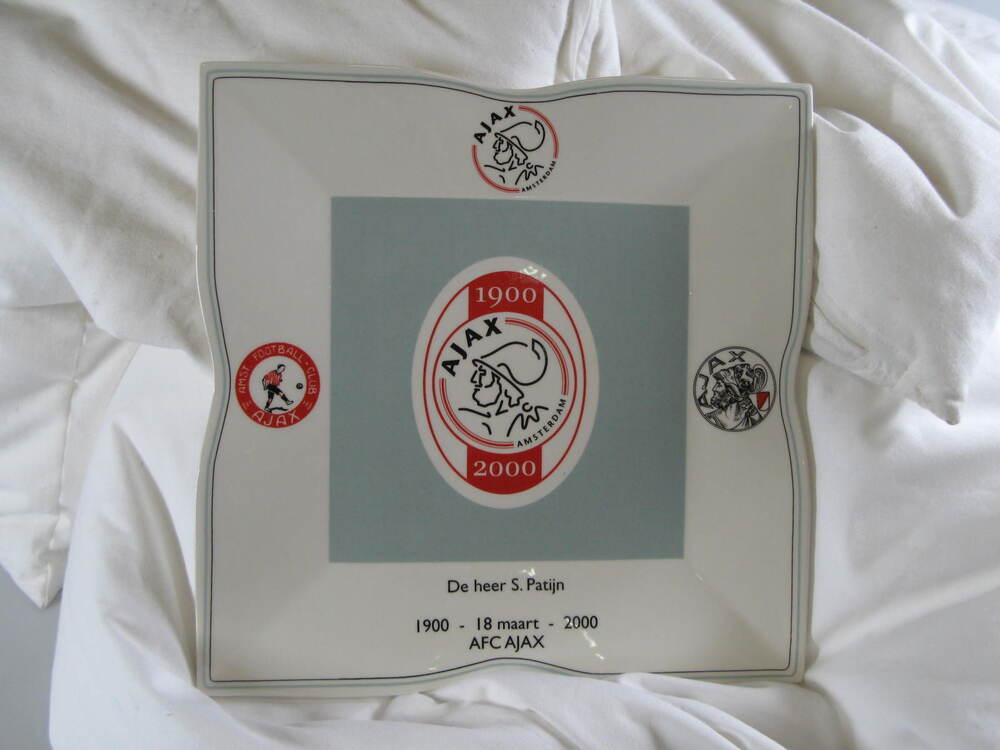 AJAX
AMSTERDAM
1900
AJAX
AMSTERDAM
2000
AMST FOOTBALL-CLUB
AJAX
AJAX
De heer S. Patijn
1900 - 18 maart - 2000
AFC AJAX